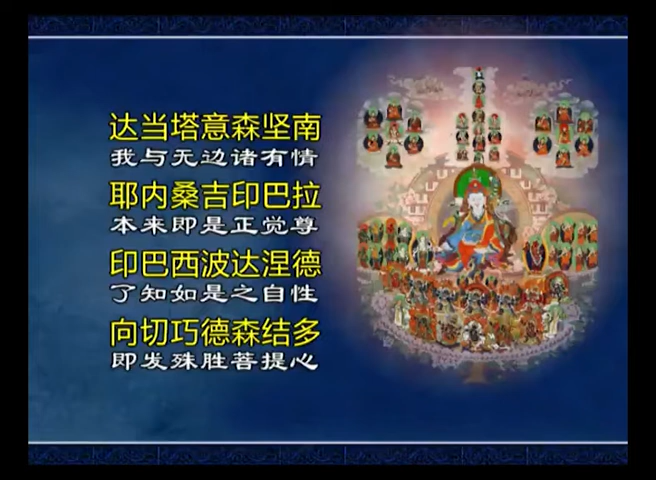 达当塔意森坚南
我与无边诸有情
耶内桑吉印巴拉
本来即是正觉尊
印巴西波达涅德
了知如是之自性
向切巧德森结多
即发殊胜菩提心